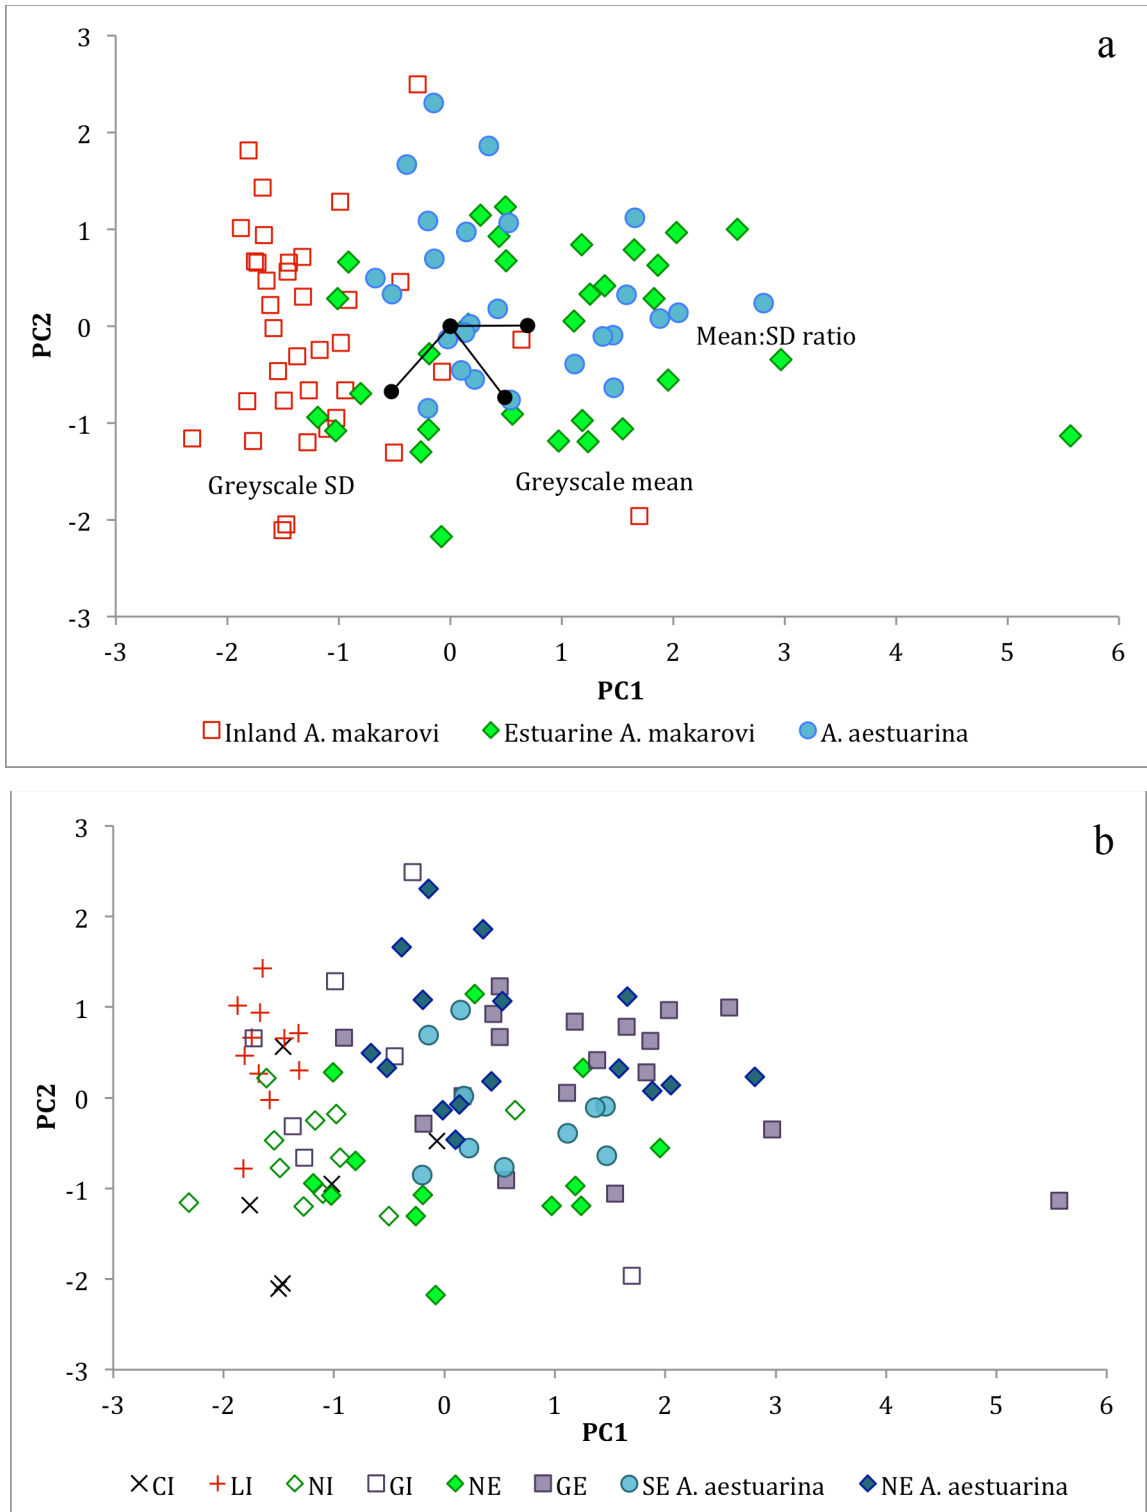 a
3
2
1
0
-1
-2
-3
PC2
Mean:SD ratio
Greyscale SD
Greyscale mean
-3 -2 -1 0 1 2 3 4 5 6
PC1
Inland A. makarovi Estuarine A. makarovi A. aestuarina
b
3
2
1
0
-1
-2
-3
PC2
-3 -2 -1 0 1 2 3 4 5 6
PC1
CI LI NI GI NE GE SE A. aestuarina NE A. aestuarina